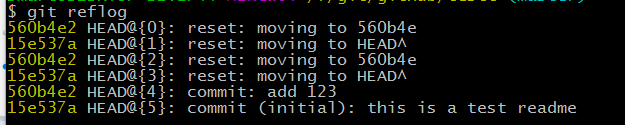 $ git reflog
560b4e2 HEAD@{0}: reset: moving to 560b4e
15e537a HEAD@{1}: reset: moving to HEAD^
560b4e2 HEAD@{2}: reset: moving to 560b4e
15e537a HEAD@{3}: reset: moving to HEAD^
560b4e2 HEAD@{4}: commit: add 123
15e537a HEAD@{5}: commit (initial): this is a test readme